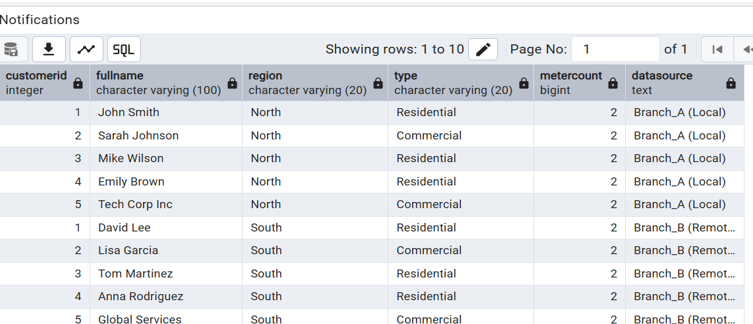 Notifications
SQL Showing rows: 1 to 10 Page No: 1 of 1
customerid fullname region type metercount datasource
integer character varying (100) character varying (20) character varying (20) bigint text
1 John Smith North Residential 2 Branch_A (Local)
2 Sarah Johnson North Commercial 2 Branch_A (Local)
3 Mike Wilson North Residential 2 Branch_A (Local)
4 Emily Brown North Residential 2 Branch_A (Local)
5 Tech Corp Inc North Commercial 2 Branch_A (Local)
1 David Lee South Residential 2 Branch_B (Remot...
2 Lisa Garcia South Commercial 2 Branch_B (Remot...
3 Tom Martinez South Residential 2 Branch_B (Remot...
4 Anna Rodriguez South Residential 2 Branch_B (Remot...
5 Global Services South Commercial 2 Branch_B (Remot...